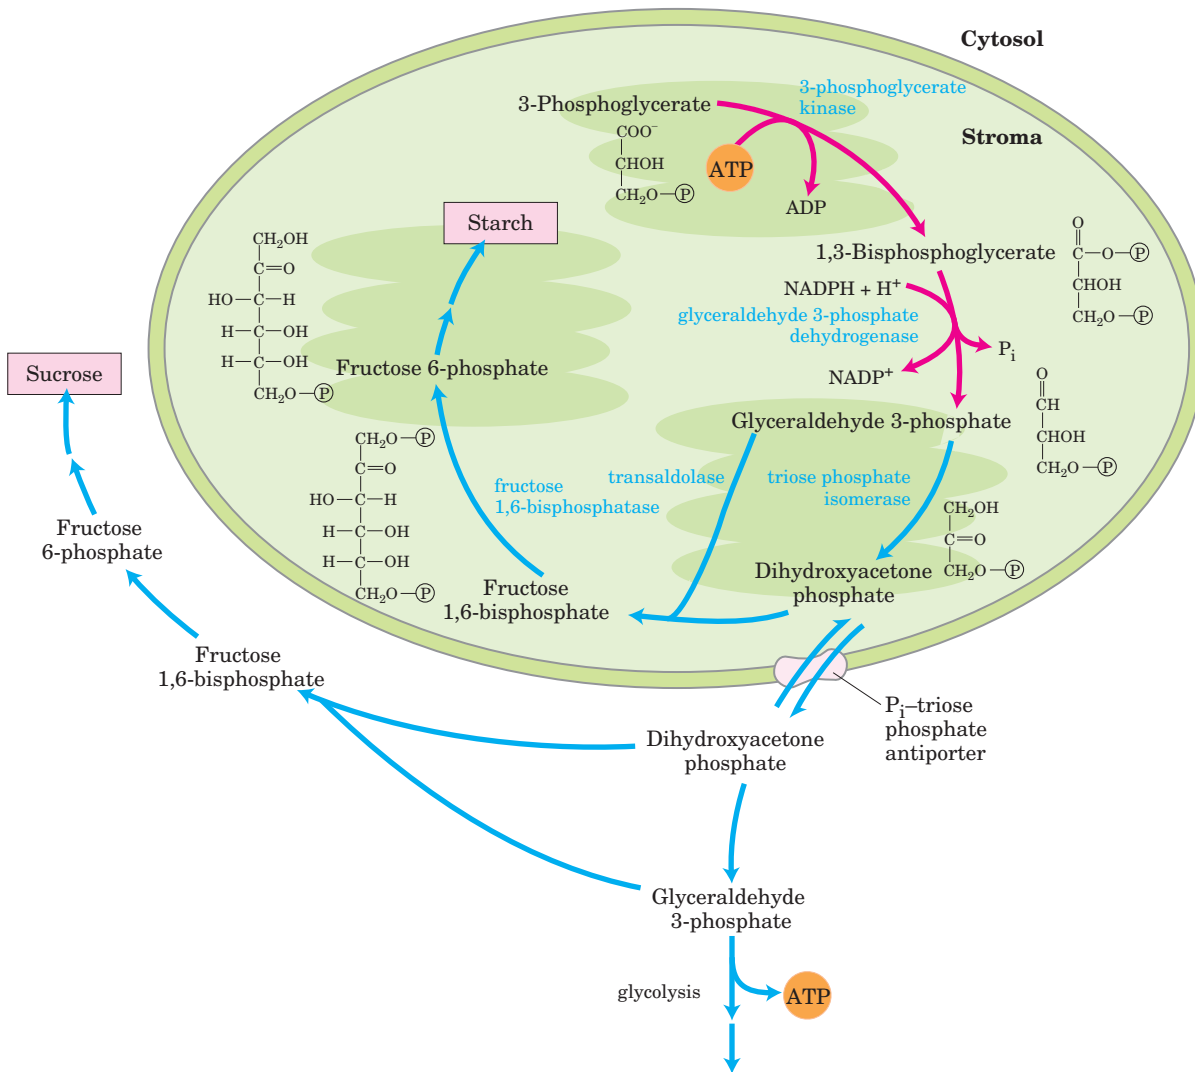 Cytosol
3-phosphoglycerate
kinase
3-Phosphoglycerate
Stroma
COO⁻
CHOH
CH₂O—Ⓟ
ATP
ADP
Starch
1,3-Bisphosphoglycerate
O
C—O—Ⓟ
CHOH
CH₂O—Ⓟ
NADPH + H⁺
glyceraldehyde 3-phosphate
dehydrogenase
Pᵢ
NADP⁺
CH₂OH
C=O
HO—C—H
H—C—OH
H—C—OH
CH₂O—Ⓟ
Fructose 6-phosphate
Sucrose
Glyceraldehyde 3-phosphate
O
CH
CHOH
CH₂O—Ⓟ
CH₂O—Ⓟ
C=O
HO—C—H
H—C—OH
H—C—OH
CH₂O—Ⓟ
fructose
1,6-bisphosphatase
transaldolase
triose phosphate
isomerase
CH₂OH
C=O
CH₂O—Ⓟ
Fructose
6-phosphate
Fructose
1,6-bisphosphate
Dihydroxyacetone
phosphate
Fructose
1,6-bisphosphate
Pᵢ–triose
phosphate
antiporter
Dihydroxyacetone
phosphate
Glyceraldehyde
3-phosphate
glycolysis
ATP